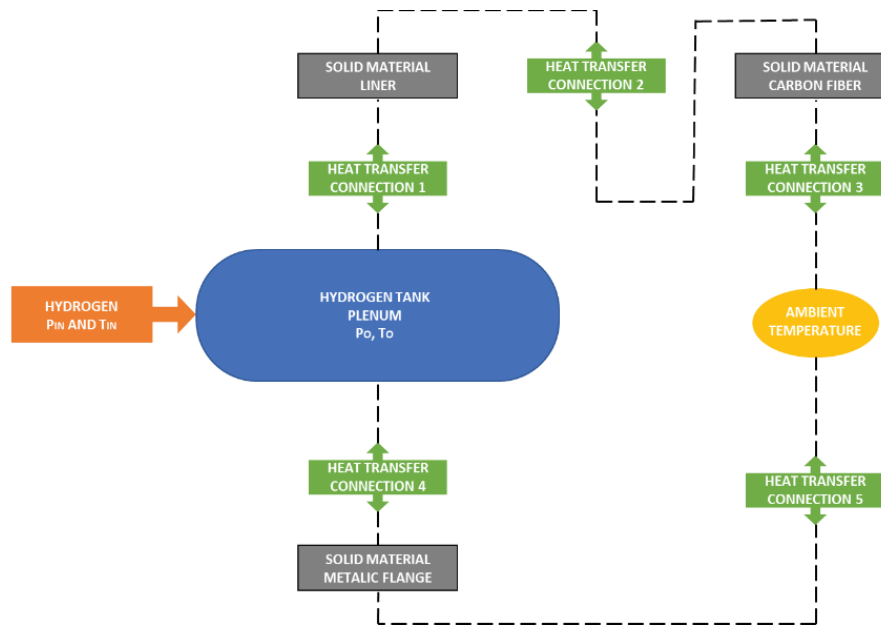 SOLID MATERIAL
LINER
HEAT TRANSFER
CONNECTION 2
SOLID MATERIAL
CARBON FIBER
HEAT TRANSFER
CONNECTION 1
HEAT TRANSFER
CONNECTION 3
HYDROGEN
PIN AND TIN
HYDROGEN TANK
PLENUM
PO, TO
AMBIENT
TEMPERATURE
HEAT TRANSFER
CONNECTION 4
HEAT TRANSFER
CONNECTION 5
SOLID MATERIAL
METALIC FLANGE